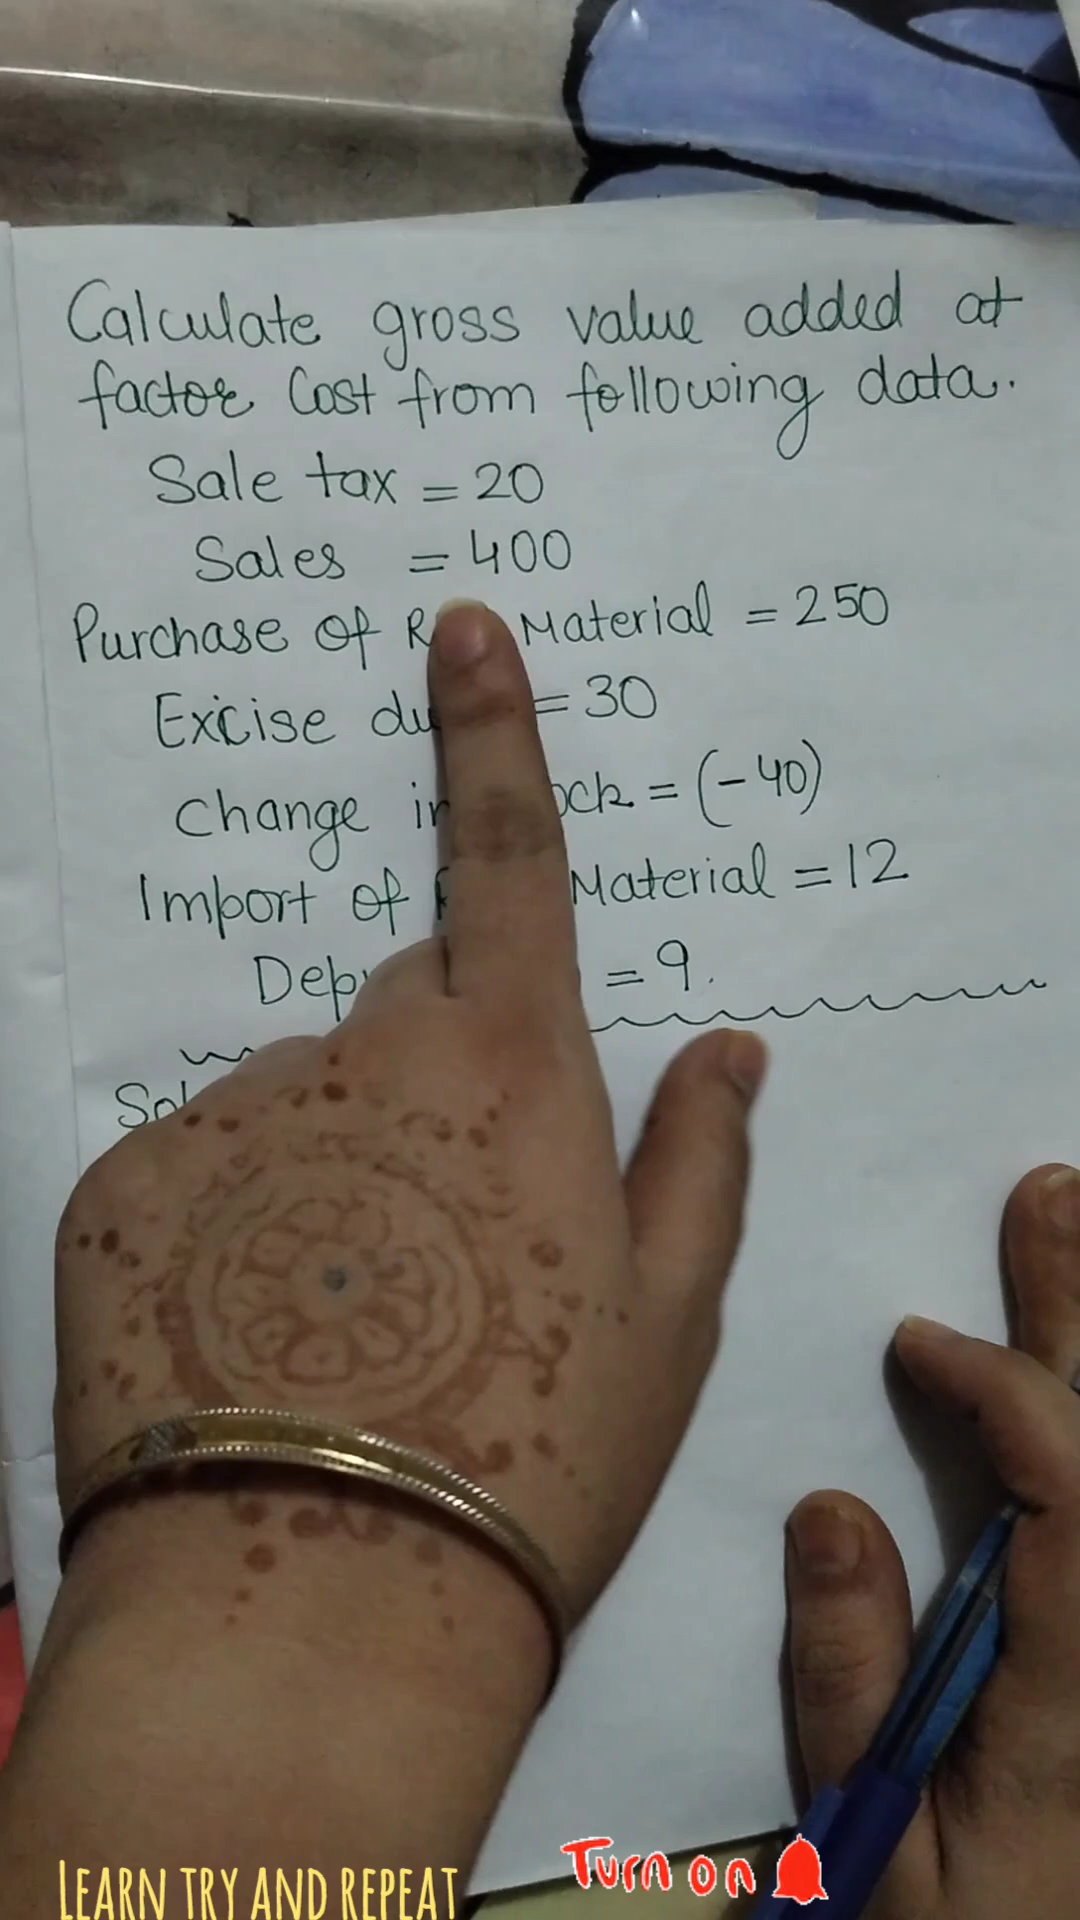 Calculate gross value added at
factor Cost from following data.
Sale tax = 20
Sales = 400
Purchase of Material = 250
Excise = 30
Change = (-40)
Import of Material = 12
= 9.
LEARN TRY AND REPEAT
Turn on